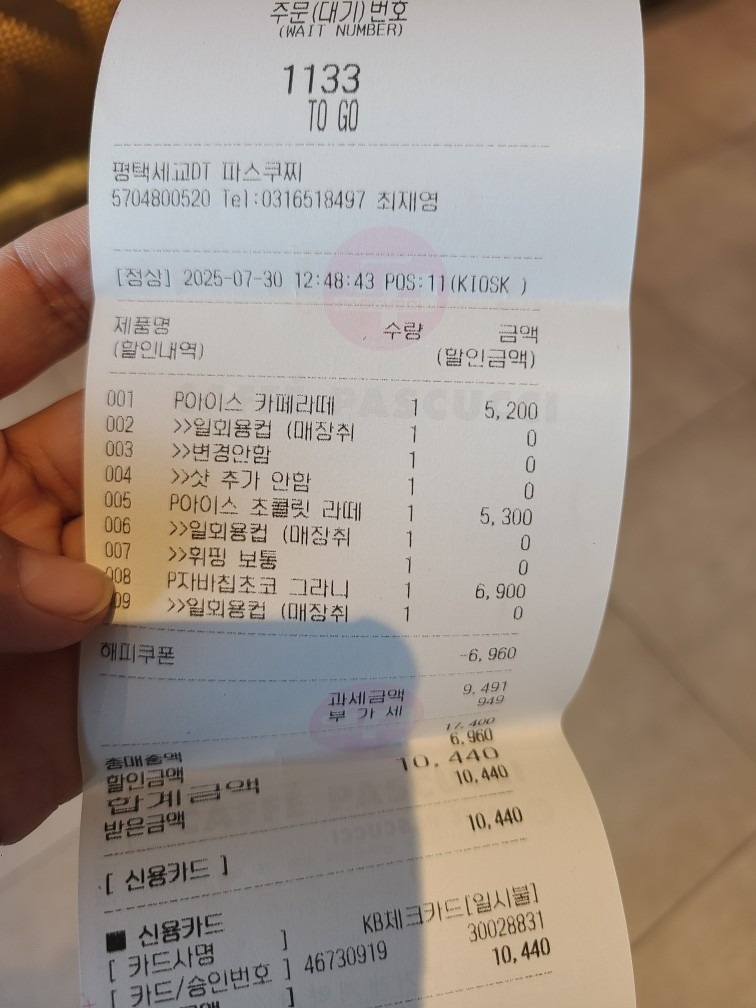 주문(대기)번호
(WAIT NUMBER)
1133
TO GO
평택세교DT 파스쿠찌
5704800520 Tel:0316518497 최재영
[정상] 2025-07-30 12:48:43 POS:11(KIOSK )
제품명 수량 금액
(할인내역) (할인금액)
001 P아이스 카페라떼 1 5,200
002 >>일회용컵 (매장취 1 0
003 >>변경안함 1 0
004 >>샷 추가 안함 1 0
005 P아이스 초콜릿 라떼 1 5,300
006 >>일회용컵 (매장취 1 0
007 >>휘핑 보통 1 0
008 P자바칩초코 그라니 1 6,900
09 >>일회용컵 (매장취 1 0
해피쿠폰 -6,960
과세금액 9,491
부 가 세 949
총매출액 17,400
할인금액 6,960
합계금액 10,440
받은금액 10,440
10,440
[ 신용카드 ]
■ 신용카드
[ 카드사명 ] KB체크카드[일시불]
[ 카드/승인번호 ] 46730919 30028831
] 10,440